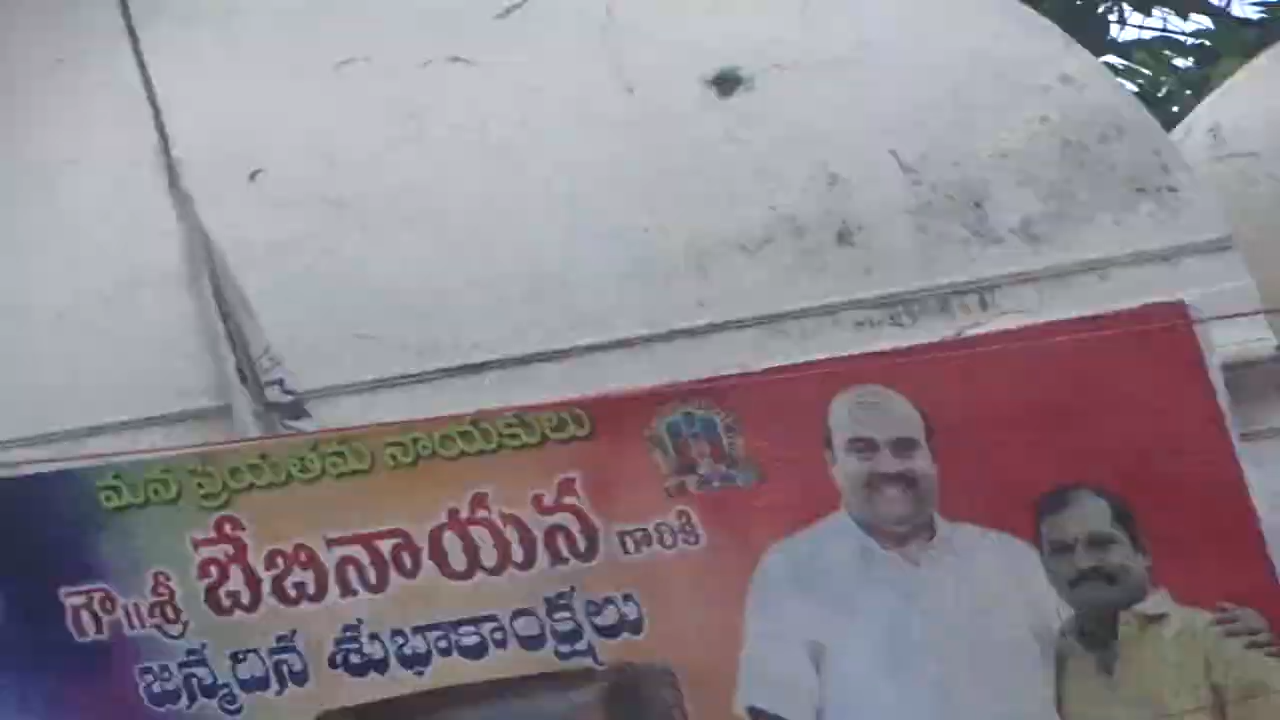 మన ప్రియతమ నాయకులు
గౌ॥శ్రీ బేబినాయన గారికి
జన్మదిన శుభాకాంక్షలు